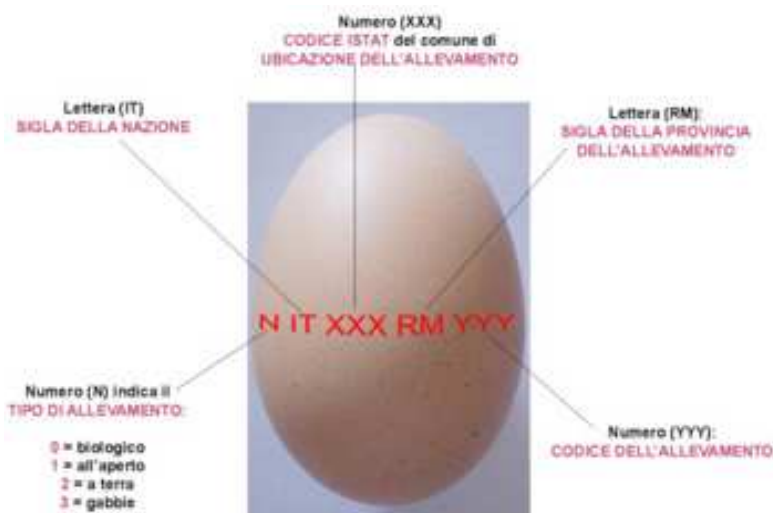 Numero (XXX)
CODICE ISTAT del comune di
UBICAZIONE DELL'ALLEVAMENTO
Lettera (IT)
SIGLA DELLA NAZIONE
Lettera (RM):
SIGLA DELLA PROVINCIA
DELL'ALLEVAMENTO
N IT XXX RM YYY
Numero (N) indica il
TIPO DI ALLEVAMENTO:
0 = biologico
1 = all'aperto
2 = a terra
3 = gabbie
Numero (YYY):
CODICE DELL'ALLEVAMENTO